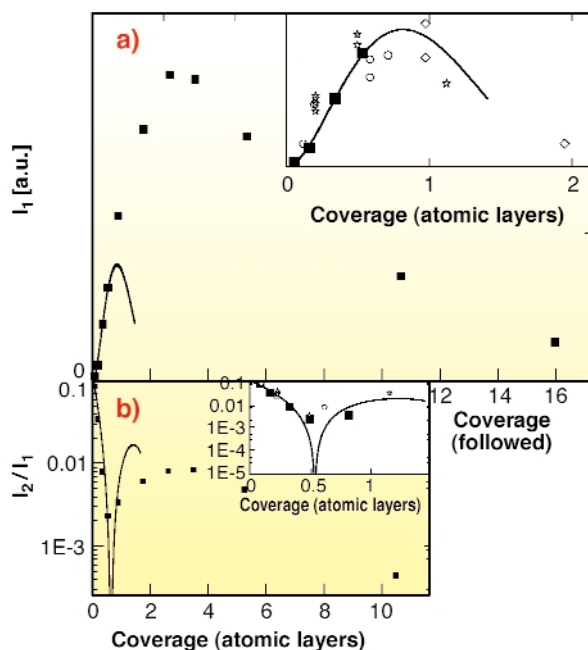 a)
I₁ [a.u.]
0
0 1 2
Coverage (atomic layers)
b)
I₂/I₁
0.1
0.01
1E-3
0.1
0.01
1E-3
1E-4
1E-5
0 0.5 1
Coverage (atomic layers)
12 14 16
Coverage
(followed)
0 2 4 6 8 10
Coverage (atomic layers)